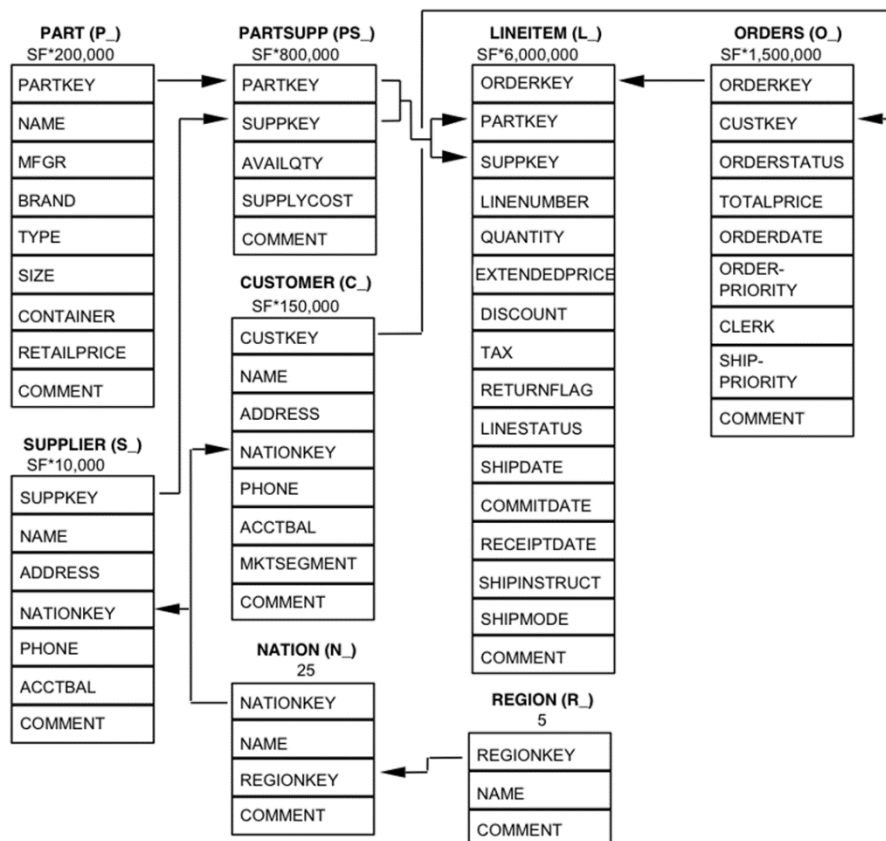 PART (P_)
SF*200,000
PARTKEY
NAME
MFGR
BRAND
TYPE
SIZE
CONTAINER
RETAILPRICE
COMMENT
SUPPLIER (S_)
SF*10,000
SUPPKEY
NAME
ADDRESS
NATIONKEY
PHONE
ACCTBAL
COMMENT
PARTSUPP (PS_)
SF*800,000
PARTKEY
SUPPKEY
AVAILQTY
SUPPLYCOST
COMMENT
CUSTOMER (C_)
SF*150,000
CUSTKEY
NAME
ADDRESS
NATIONKEY
PHONE
ACCTBAL
MKTSEGMENT
COMMENT
NATION (N_)
25
NATIONKEY
NAME
REGIONKEY
COMMENT
LINEITEM (L_)
SF*6,000,000
ORDERKEY
PARTKEY
SUPPKEY
LINENUMBER
QUANTITY
EXTENDEDPRICE
DISCOUNT
TAX
RETURNFLAG
LINESTATUS
SHIPDATE
COMMITDATE
RECEIPTDATE
SHIPINSTRUCT
SHIPMODE
COMMENT
REGION (R_)
5
REGIONKEY
NAME
COMMENT
ORDERS (O_)
SF*1,500,000
ORDERKEY
CUSTKEY
ORDERSTATUS
TOTALPRICE
ORDERDATE
ORDER-
PRIORITY
CLERK
SHIP-
PRIORITY
COMMENT